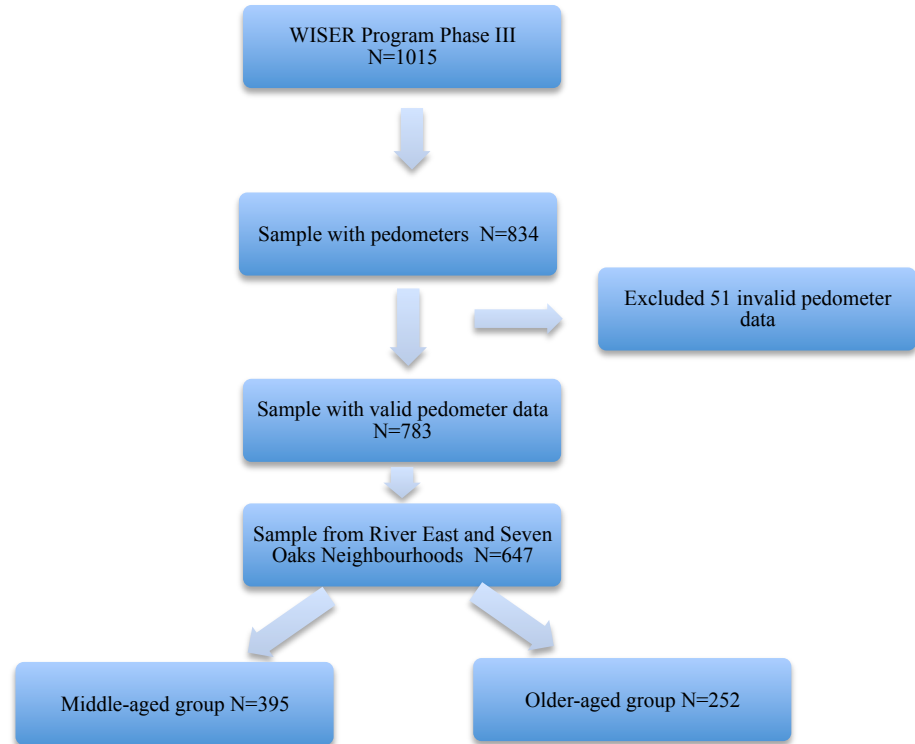 WISER Program Phase III
N=1015
Sample with pedometers  N=834
Excluded 51 invalid pedometer
data
Sample with valid pedometer data
N=783
Sample from River East and Seven
Oaks Neighbourhoods  N=647
Middle-aged group N=395
Older-aged group N=252